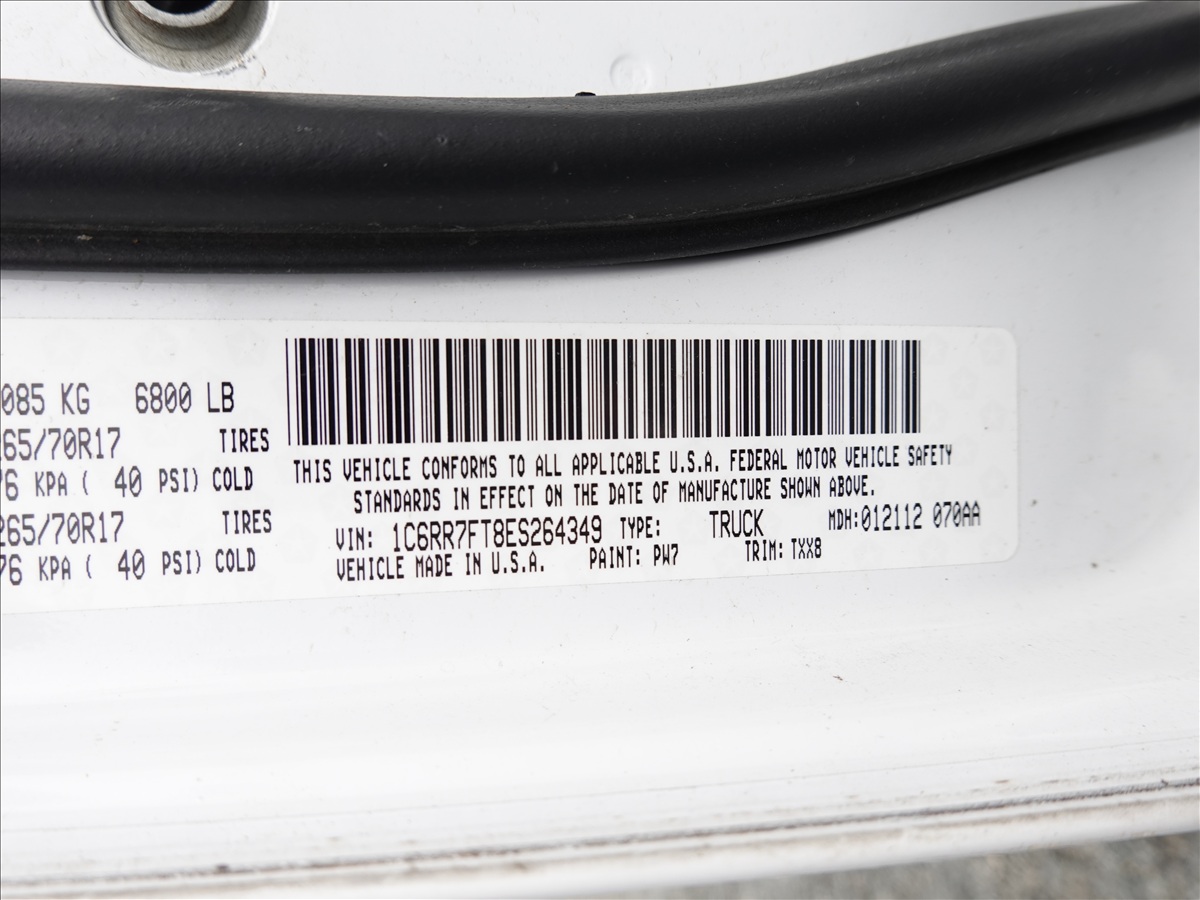 085 KG 6800 LB
265/70R17 TIRES
76 KPA ( 40 PSI) COLD
265/70R17 TIRES
76 KPA ( 40 PSI) COLD
THIS VEHICLE CONFORMS TO ALL APPLICABLE U.S.A. FEDERAL MOTOR VEHICLE SAFETY
STANDARDS IN EFFECT ON THE DATE OF MANUFACTURE SHOWN ABOVE.
VIN: 1C6RR7FT8ES264349 TYPE: TRUCK MDH:012112 070AA
VEHICLE MADE IN U.S.A. PAINT: PW7 TRIM: TXX8